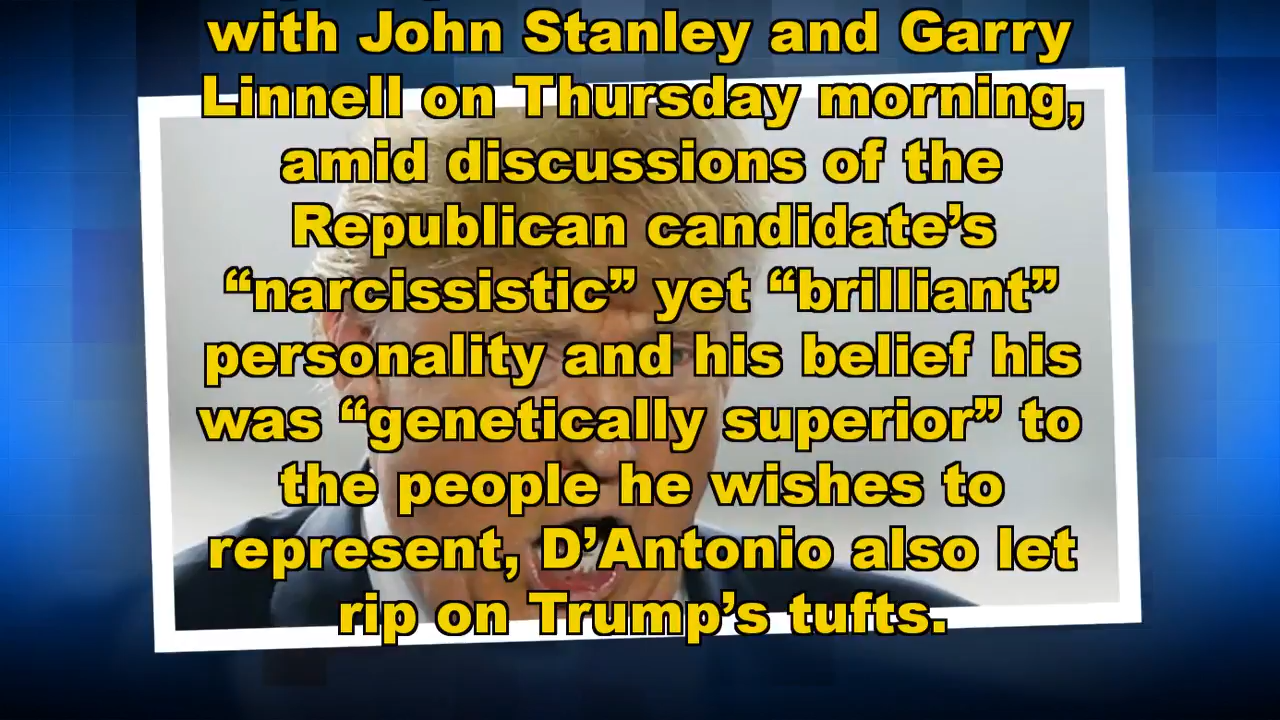 with John Stanley and Garry
Linnell on Thursday morning,
amid discussions of the
Republican candidate’s
“narcissistic” yet “brilliant”
personality and his belief his
was “genetically superior” to
the people he wishes to
represent, D’Antonio also let
rip on Trump’s tufts.